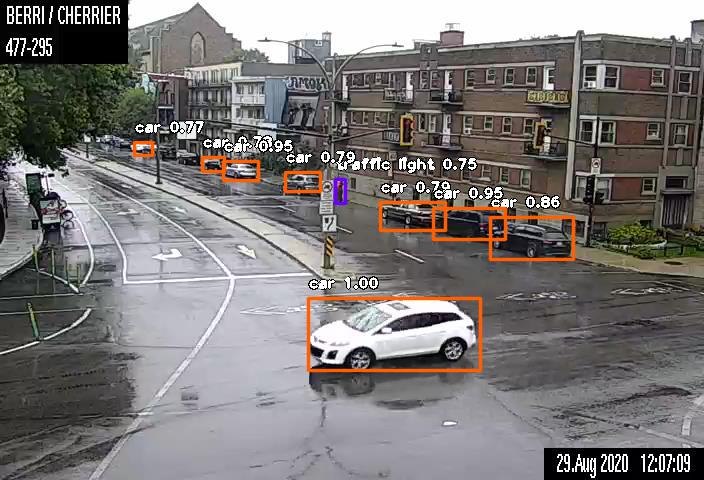 BERRI / CHERRIER
477-295
car 0.77
car 0.95
car 0.79
traffic light 0.75
car 0.79
car 0.95
car 0.86
car 1.00
29.Aug 2020 12:07:09